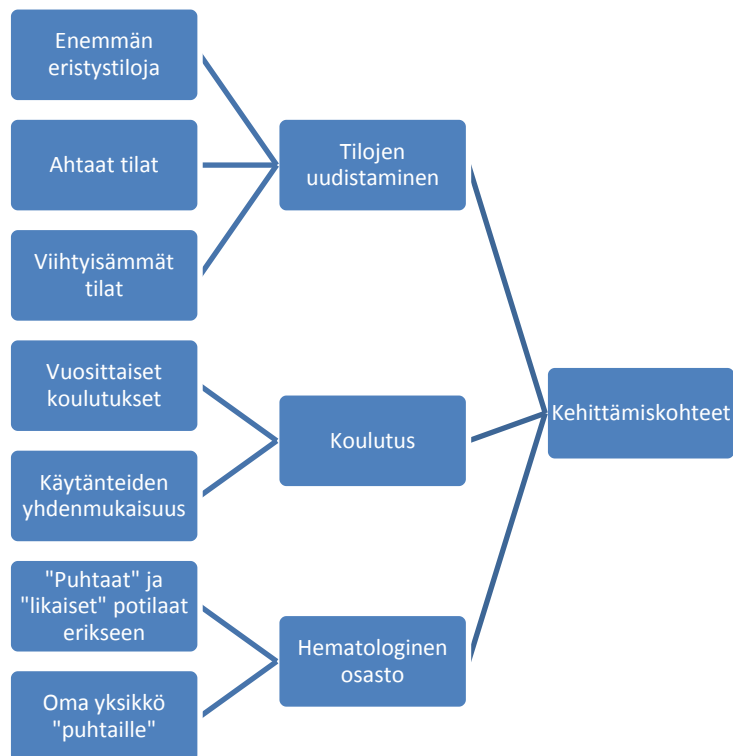 Enemmän
eristystiloja
Ahtaat tilat
Viihtyisämmät
tilat
Vuosittaiset
koulutukset
Käytänteiden
yhdenmukaisuus
"Puhtaat" ja
"likaiset" potilaat
erikseen
Oma yksikkö
"puhtaille"
Tilojen
uudistaminen
Koulutus
Hematologinen
osasto
Kehittämiskohteet